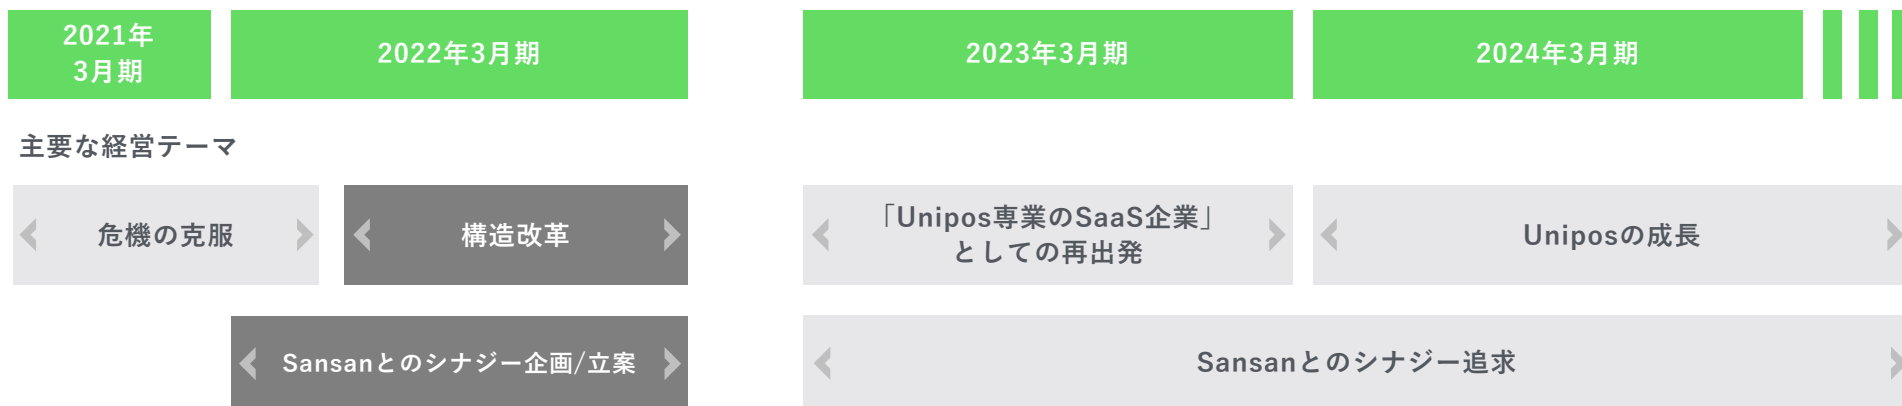 2021年
3月期
2022年3月期
2023年3月期
2024年3月期
主要な経営テーマ
危機の克服
構造改革
「Unipos専業のSaaS企業」
としての再出発
Uniposの成長
Sansanとのシナジー企画/立案
Sansanとのシナジー追求